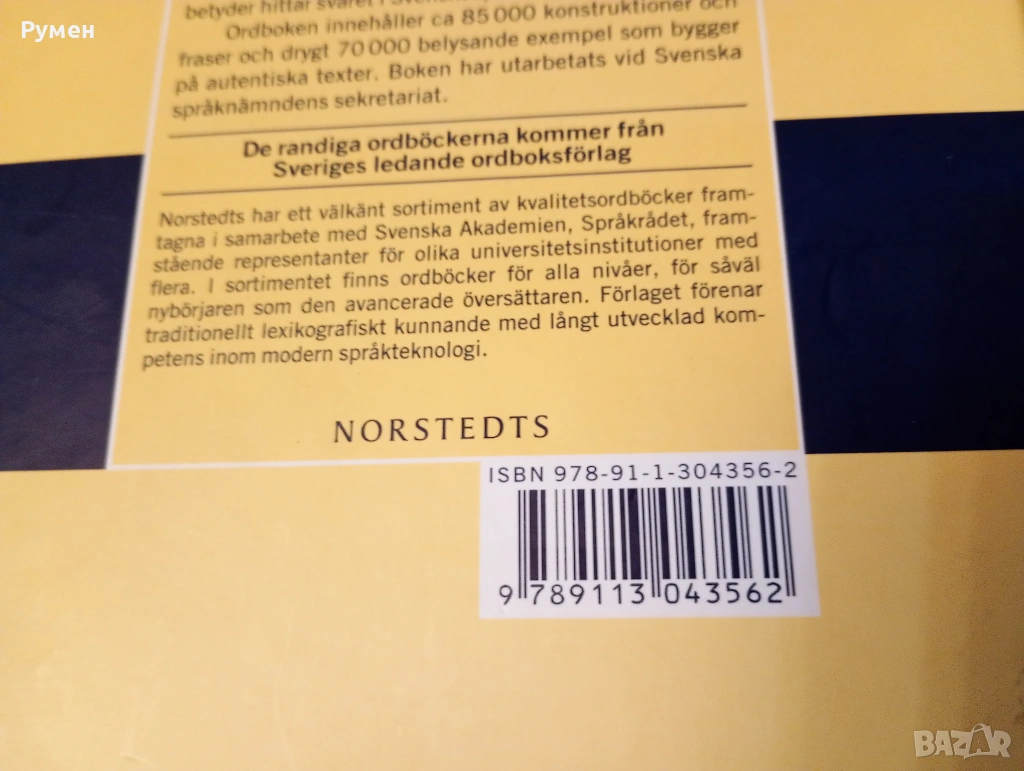 Румен
betyder hittar svaret i
Ordboken innehåller ca 85 000 konstruktioner och
fraser och drygt 70 000 belysande exempel som bygger
på autentiska texter. Boken har utarbetats vid Svenska
språknämndens sekretariat.
De randiga ordböckerna kommer från
Sveriges ledande ordboksförlag
Norstedts har ett välkänt sortiment av kvalitetsordböcker fram-
tagna i samarbete med Svenska Akademien, Språkrådet, fram-
stående representanter för olika universitetsinstitutioner med
flera. I sortimentet finns ordböcker för alla nivåer, för såväl
nybörjaren som den avancerade översättaren. Förlaget förenar
traditionellt lexikografiskt kunnande med långt utvecklad kom-
petens inom modern språkteknologi.
NORSTEDTS
ISBN 978-91-1-304356-2
9 789113 043562
BAZAR